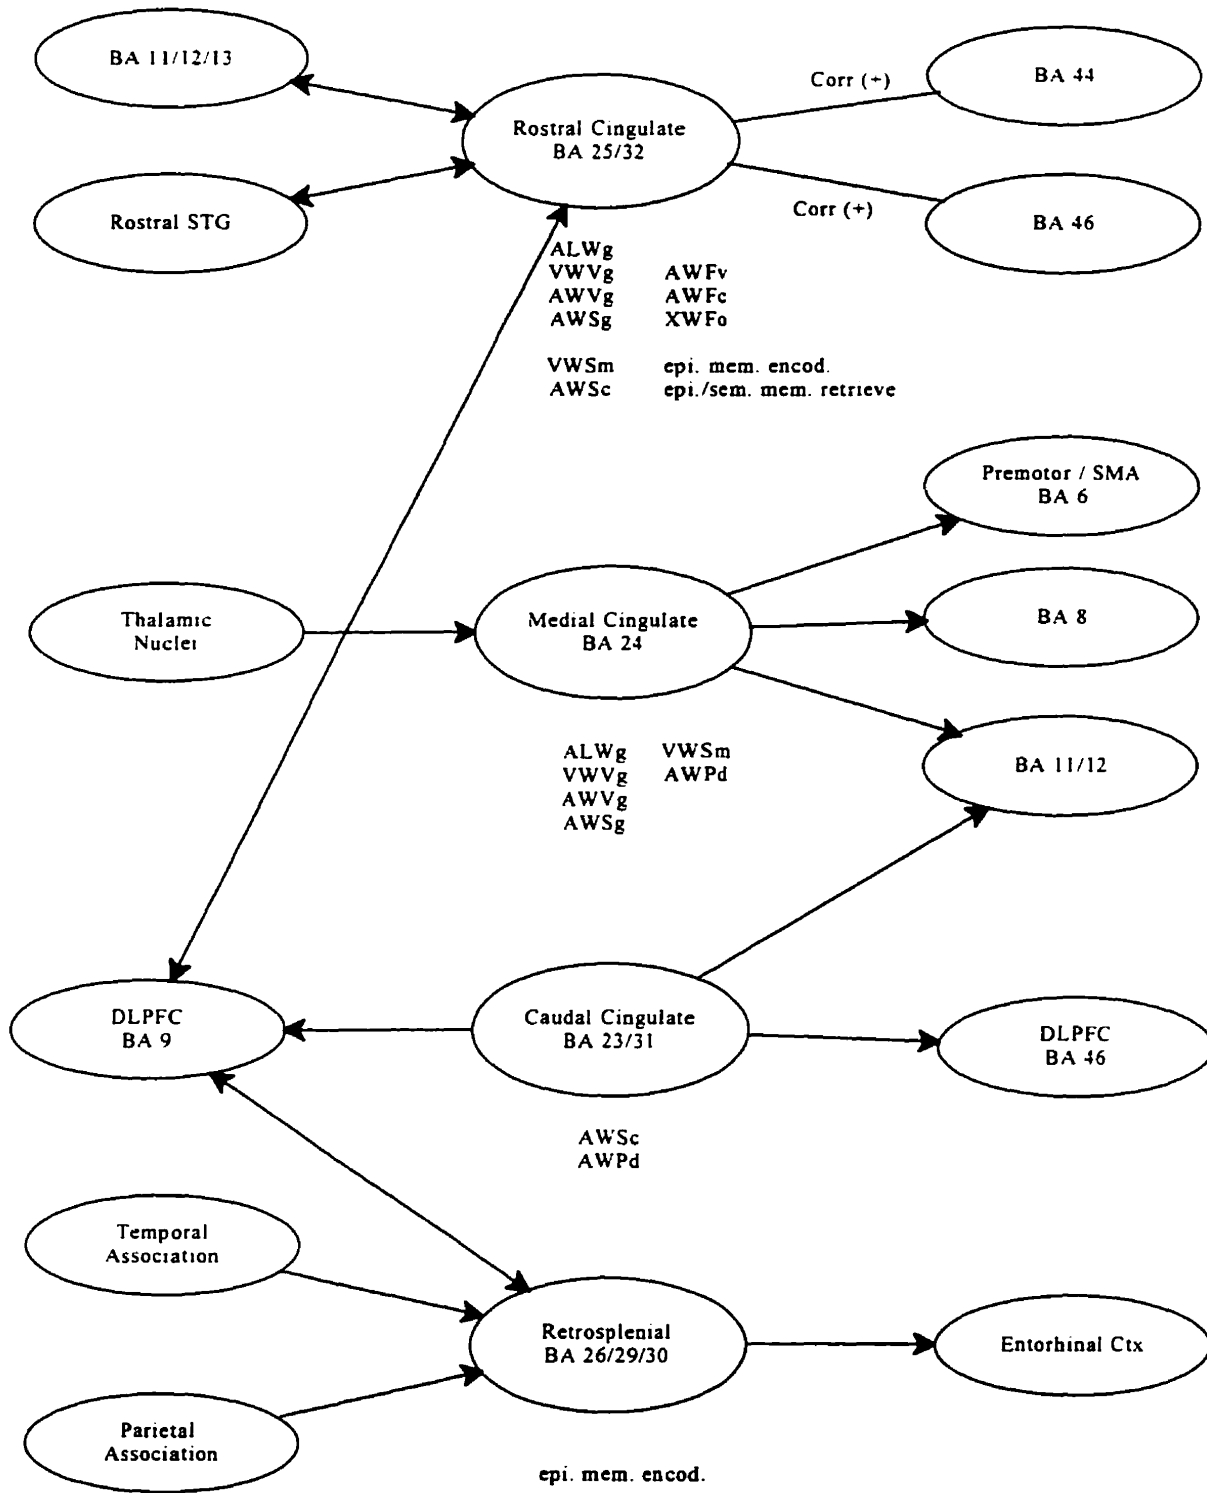 BA 11/12/13
BA 44
Corr (+)
Rostral Cingulate
BA 25/32
Rostral STG
Corr (+)
BA 46
ALWg
VWVg AWFv
AWVg AWFc
AWSg XWFo
VWSm epi. mem. encod.
AWSc epi./sem. mem. retrieve
Premotor / SMA
BA 6
Thalamic
Nuclei
Medial Cingulate
BA 24
BA 8
ALWg VWSm
VWVg AWPd
AWVg
AWSg
BA 11/12
DLPFC
BA 9
Caudal Cingulate
BA 23/31
DLPFC
BA 46
AWSc
AWPd
Temporal
Association
Retrosplenial
BA 26/29/30
Entorhinal Ctx
Parietal
Association
epi. mem. encod.